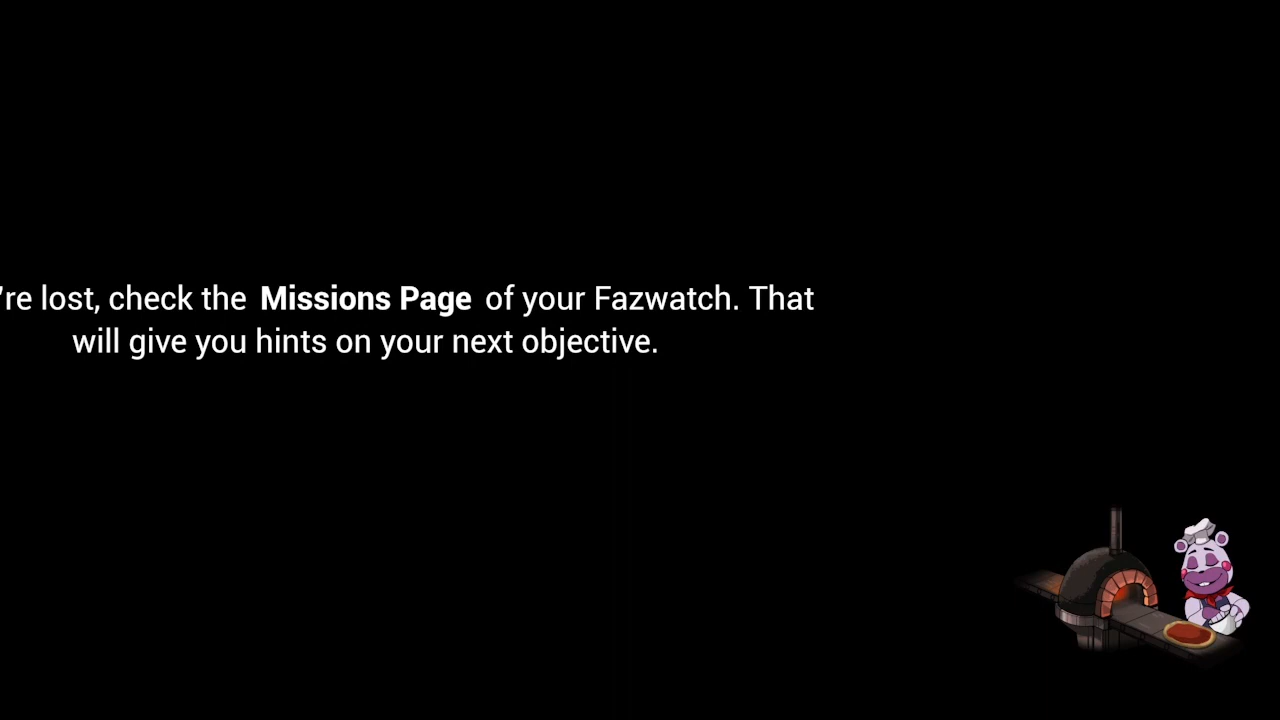 're lost, check the Missions Page of your Fazwatch. That
will give you hints on your next objective.